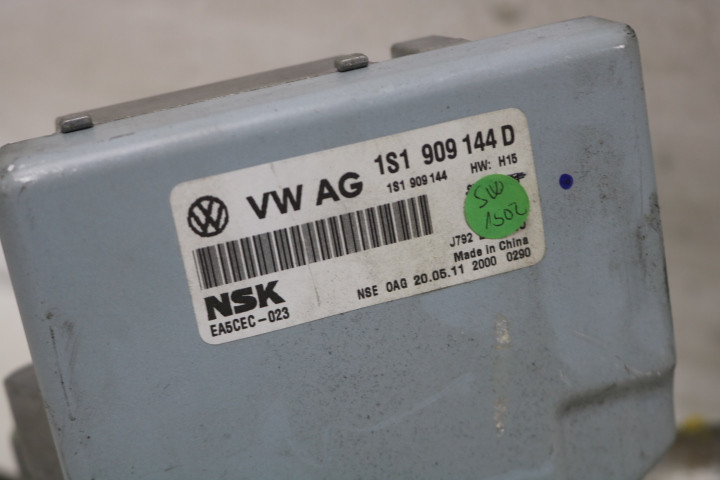 VW AG 1S1 909 144 D
1S1 909 144 HW: H15
J792
Made in China
NSK NSE OAG 20.05.11 2000 0290
EA5CEC-023